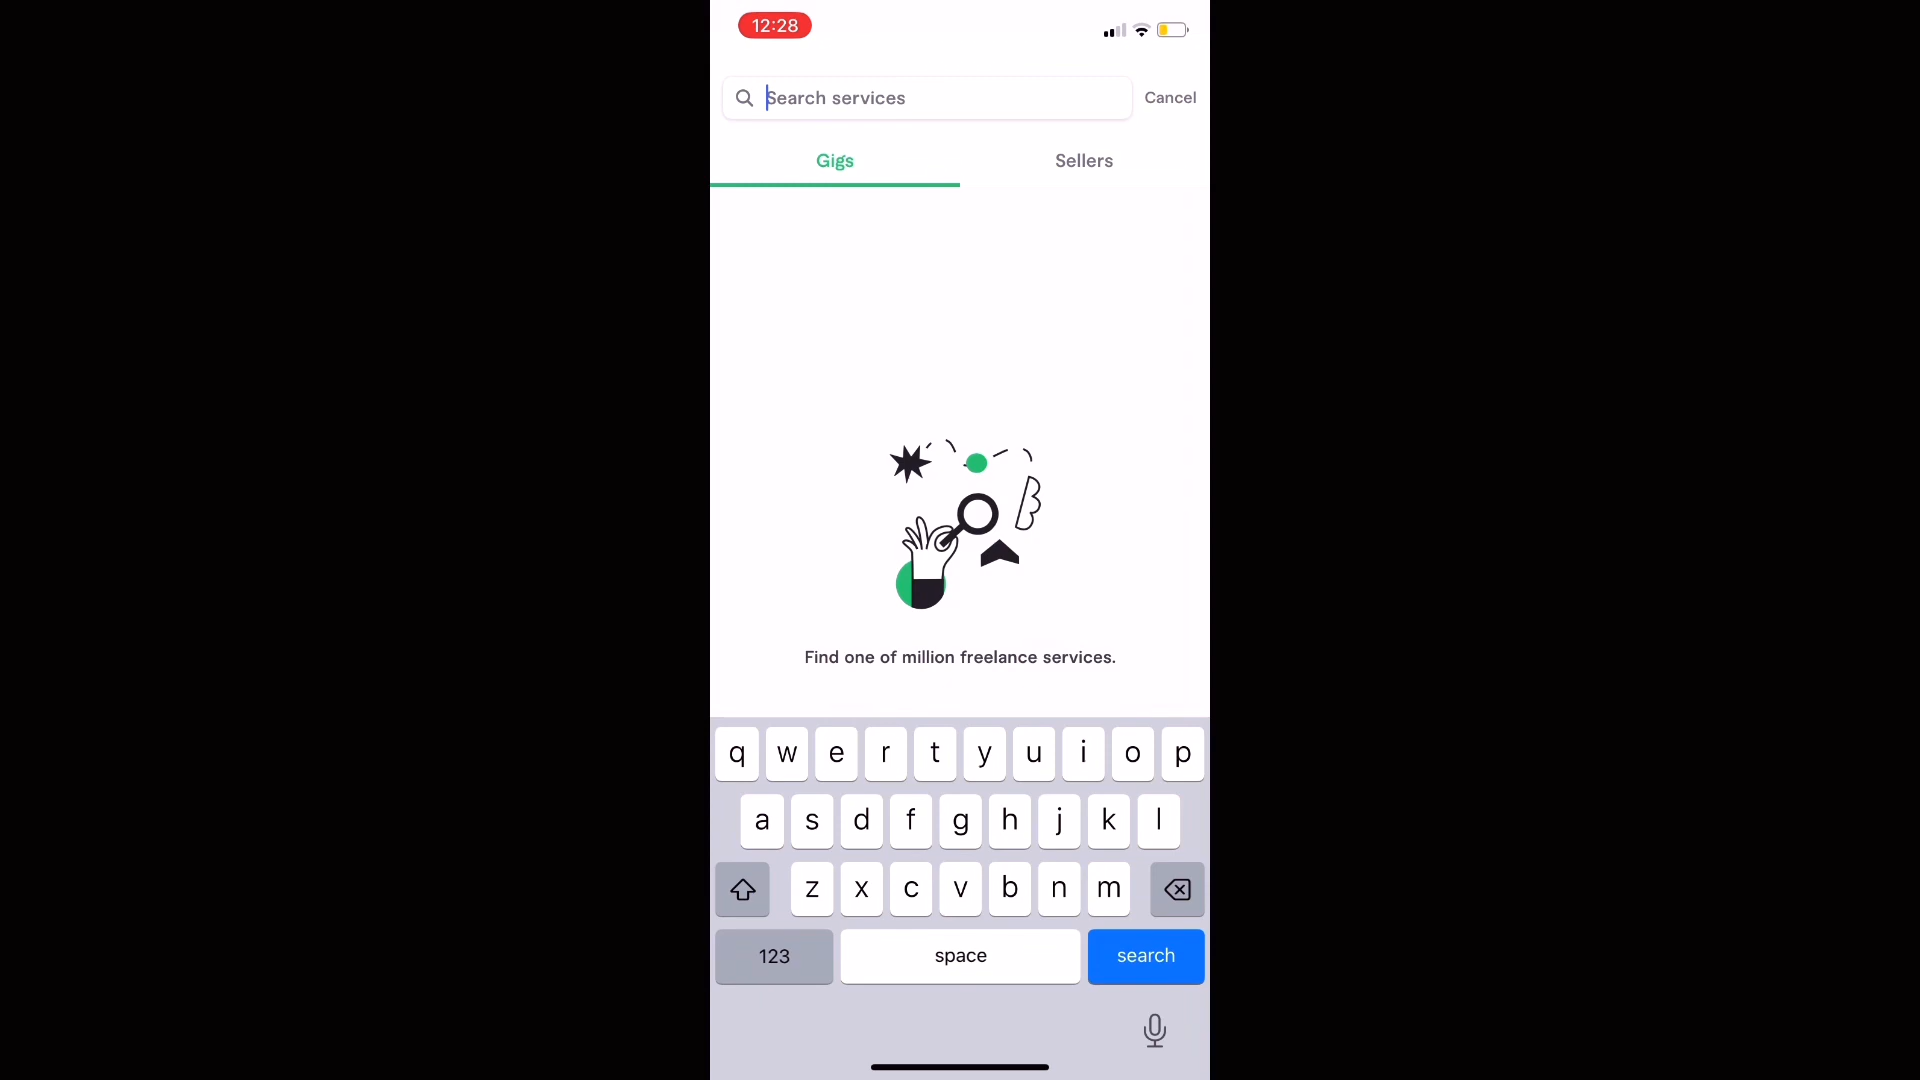 12:28
Search services
Cancel
Gigs
Sellers
Find one of million freelance services.
q w e r t y u i o p
a s d f g h j k l
z x c v b n m
123
space
search